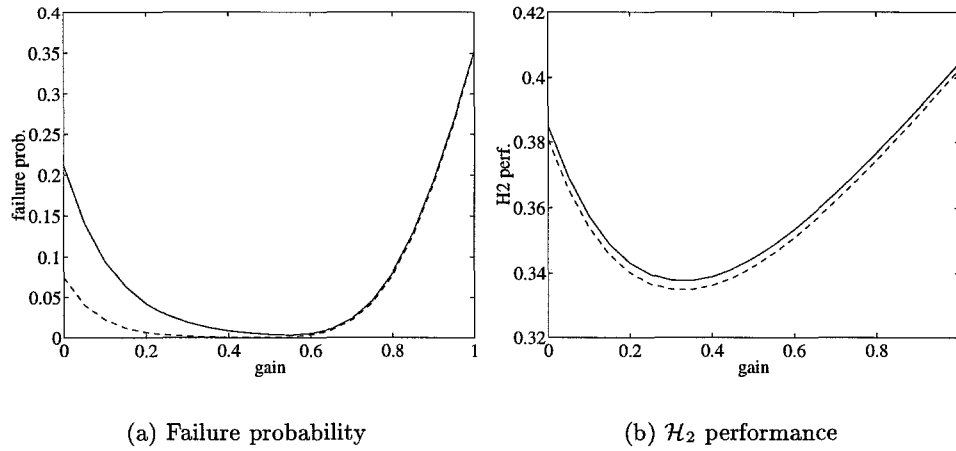 0.4
0.35
0.3
0.25
0.2
0.15
0.1
0.05
0
failure prob.
0 0.2 0.4 0.6 0.8 1
gain
(a) Failure probability
0.42
0.4
0.38
0.36
0.34
0.32
H2 perf.
0 0.2 0.4 0.6 0.8
gain
(b) H₂ performance